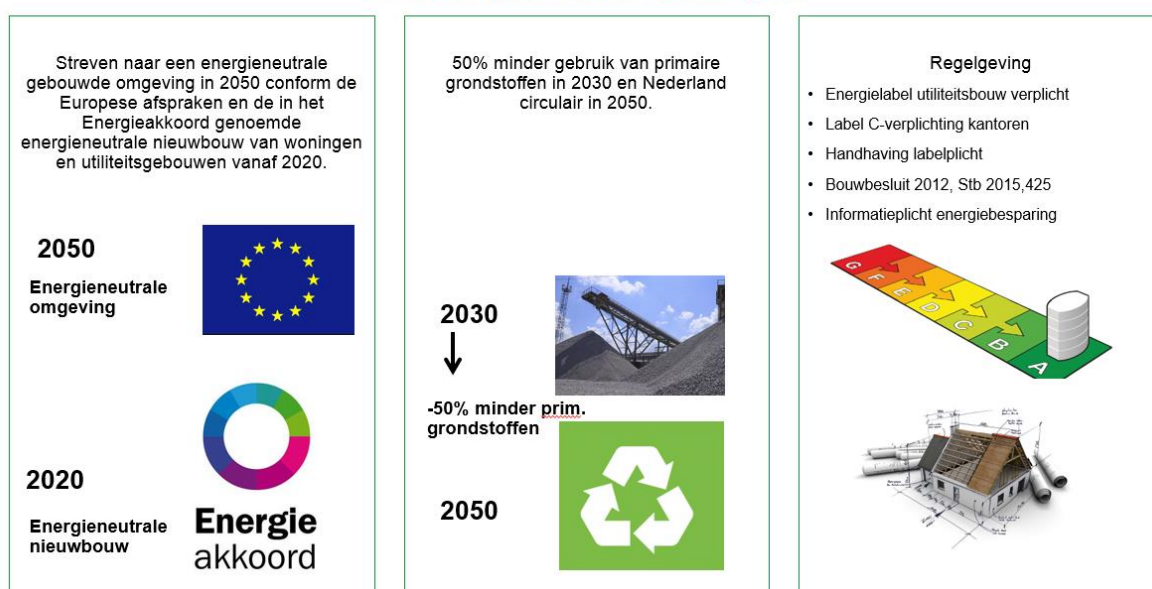 Streven naar een energieneutrale
gebouwde omgeving in 2050 conform de
Europese afspraken en de in het
Energieakkoord genoemde
energieneutrale nieuwbouw van woningen
en utiliteitsgebouwen vanaf 2020.
2050
Energieneutrale
omgeving
2020
Energieneutrale
nieuwbouw
Energie
akkoord
50% minder gebruik van primaire
grondstoffen in 2030 en Nederland
circulair in 2050.
2030
-50% minder prim.
grondstoffen
2050
Regelgeving
• Energielabel utiliteitsbouw verplicht
• Label C-verplichting kantoren
• Handhaving labelplicht
• Bouwbesluit 2012, Stb 2015,425
• Informatieplicht energiebesparing
G
F
E
D
C
B
A